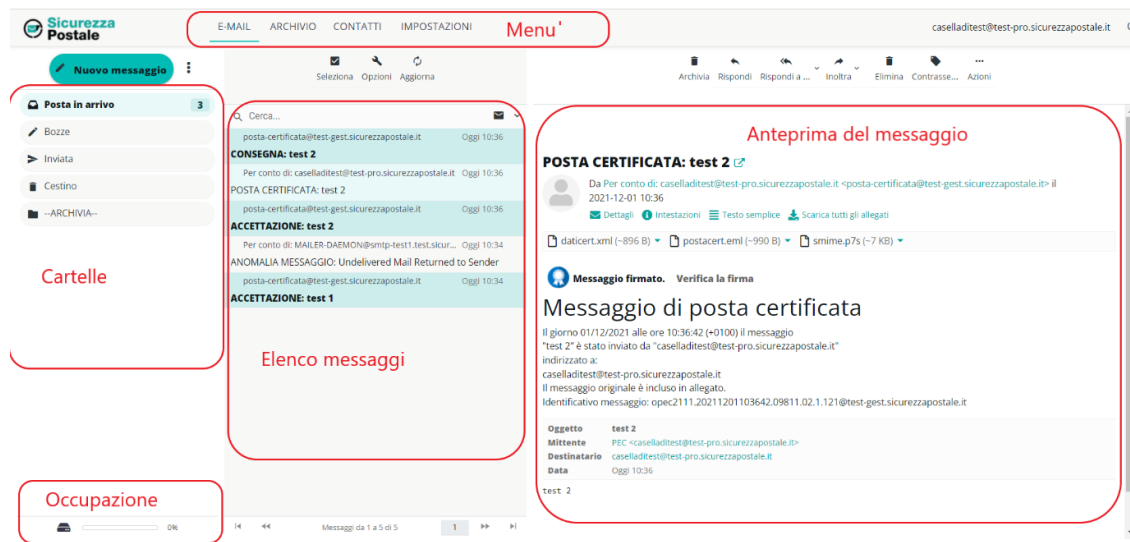 Sicurezza
Postale
E-MAIL ARCHIVIO CONTATTI IMPOSTAZIONI
Menu'
caselladitest@test-pro.sicurezzapostale.it
Nuovo messaggio
Seleziona Opzioni Aggiorna
Archivia Rispondi Rispondi a ... Inoltra Elimina Contrasse... Azioni
Posta in arrivo 3
Bozze
Inviata
Cestino
--ARCHIVIA--
Cartelle
Cerca...
posta-certificata@test-gest.sicurezzapostale.it Oggi 10:36
CONSEGNA: test 2
Per conto di: caselladitest@test-pro.sicurezzapostale.it Oggi 10:36
POSTA CERTIFICATA: test 2
posta-certificata@test-gest.sicurezzapostale.it Oggi 10:36
ACCETTAZIONE: test 2
Per conto di: MAILER-DAEMON@smtp-test1.test.sicur... Oggi 10:34
ANOMALIA MESSAGGIO: Undelivered Mail Returned to Sender
posta-certificata@test-gest.sicurezzapostale.it Oggi 10:34
ACCETTAZIONE: test 1
Elenco messaggi
Anteprima del messaggio
POSTA CERTIFICATA: test 2
Da Per conto di: caselladitest@test-pro.sicurezzapostale.it <posta-certificata@test-gest.sicurezzapostale.it> il
2021-12-01 10:36
Dettagli Intestazioni Testo semplice Scarica tutti gli allegati
daticert.xml (~896 B) postacert.eml (~990 B) smime.p7s (~7 KB)
Messaggio firmato. Verifica la firma
Messaggio di posta certificata
Il giorno 01/12/2021 alle ore 10:36:42 (+0100) il messaggio
"test 2" è stato inviato da "caselladitest@test-pro.sicurezzapostale.it"
indirizzato a:
caselladitest@test-pro.sicurezzapostale.it
Il messaggio originale è incluso in allegato.
Identificativo messaggio: opec2111.20211201103642.09811.02.1.121@test-gest.sicurezzapostale.it
Oggetto test 2
Mittente PEC <caselladitest@test-pro.sicurezzapostale.it>
Destinatario caselladitest@test-pro.sicurezzapostale.it
Data Oggi 10:36
test 2
Occupazione
0%
Messaggi da 1 a 5 di 5 1